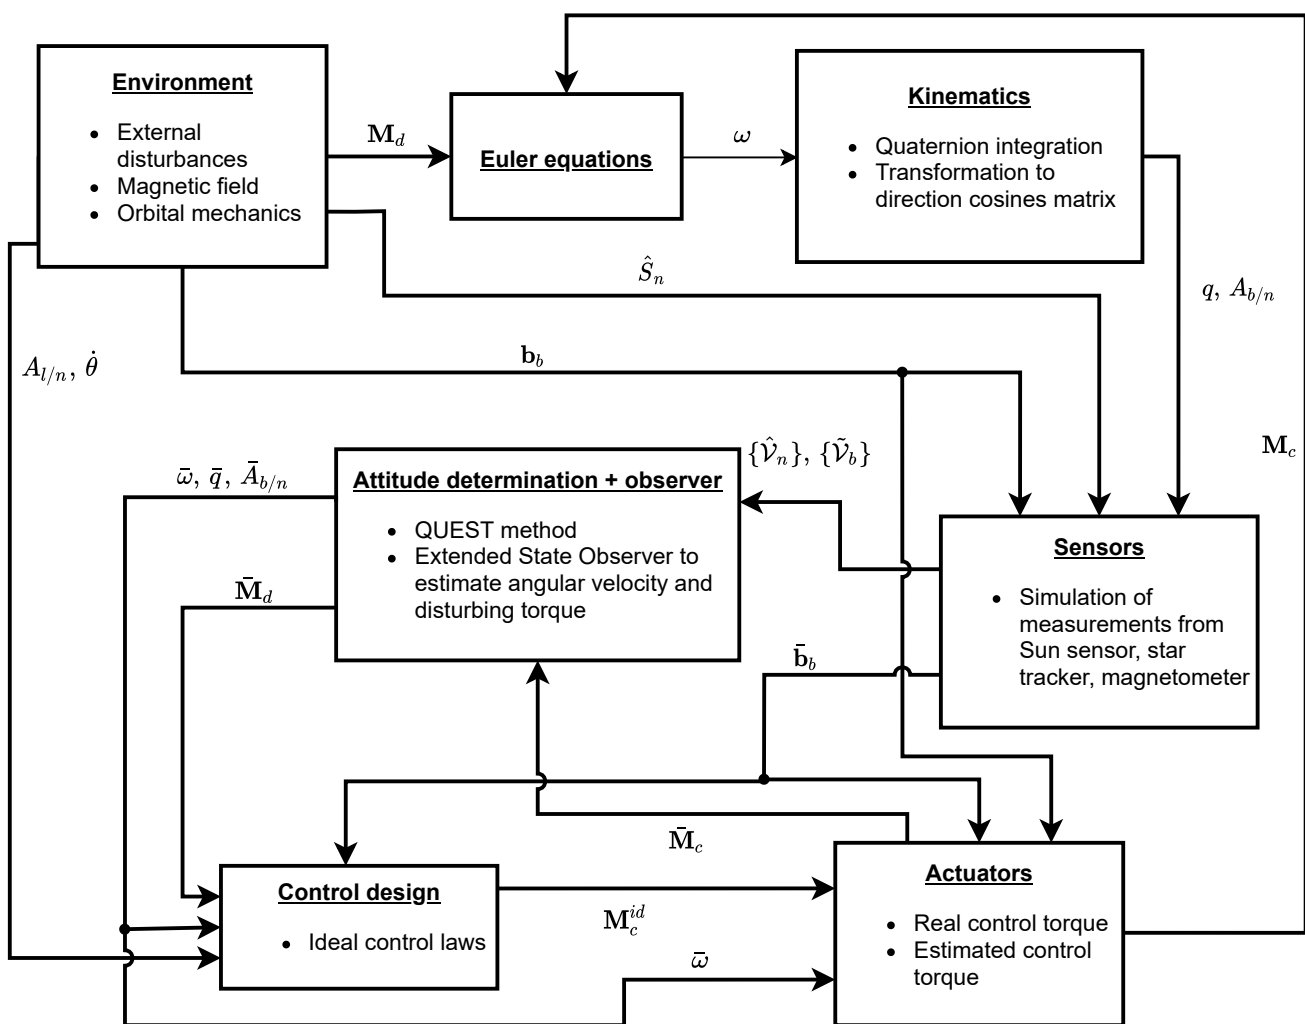 Environment
• External
disturbances
• Magnetic field
• Orbital mechanics
𝐌_d
Euler equations
ω
Kinematics
• Quaternion integration
• Transformation to
direction cosines matrix
Ŝ_n
q, A_{b/n}
A_{l/n}, θ̇
𝐛_b
𝐌_c
{𝒱̂_n}, {𝒱̃_b}
ω̄, q̄, Ā_{b/n}
Attitude determination + observer
• QUEST method
• Extended State Observer to
estimate angular velocity and
disturbing torque
Sensors
• Simulation of
measurements from
Sun sensor, star
tracker, magnetometer
𝐌̄_d
𝐛̄_b
𝐌̄_c
Control design
• Ideal control laws
𝐌_c^{id}
ω̄
Actuators
• Real control torque
• Estimated control
torque